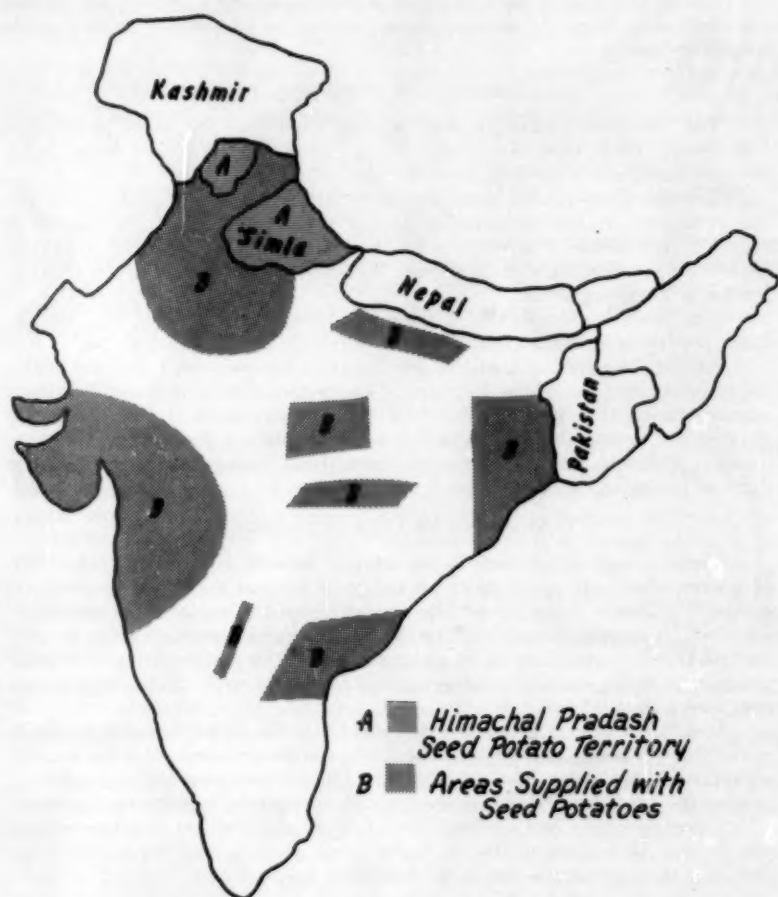 Kashmir
A
A
Simla
B
Nepal
B
Pakistan
B
B
B
B
B
B
A Himachal Pradash
Seed Potato Territory
B Areas Supplied with
Seed Potatoes